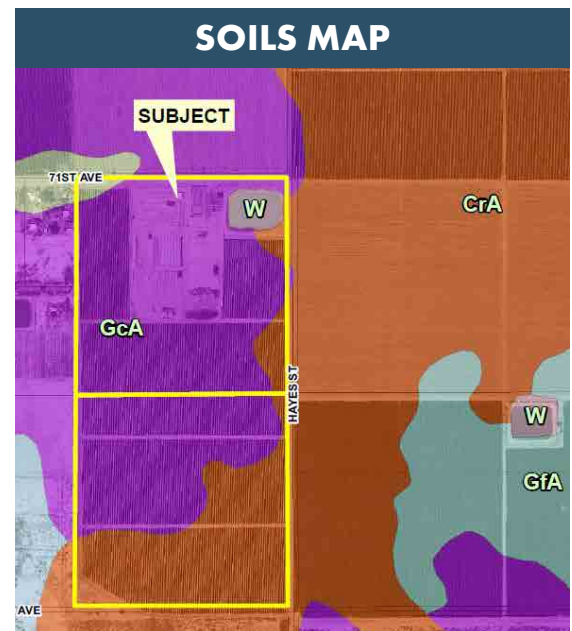 SOILS MAP
SUBJECT
71ST AVE
W
CrA
GcA
HAYES ST
W
GfA
AVE